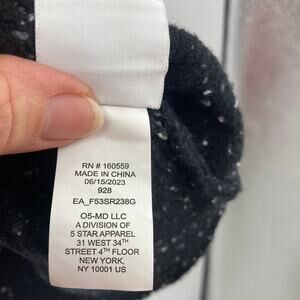 RN # 160559
MADE IN CHINA
06/15/2023
928
EA_F53SR238G
O5-MD LLC
A DIVISION OF
5 STAR APPAREL
31 WEST 34TH
STREET 4TH FLOOR
NEW YORK,
NY 10001 US